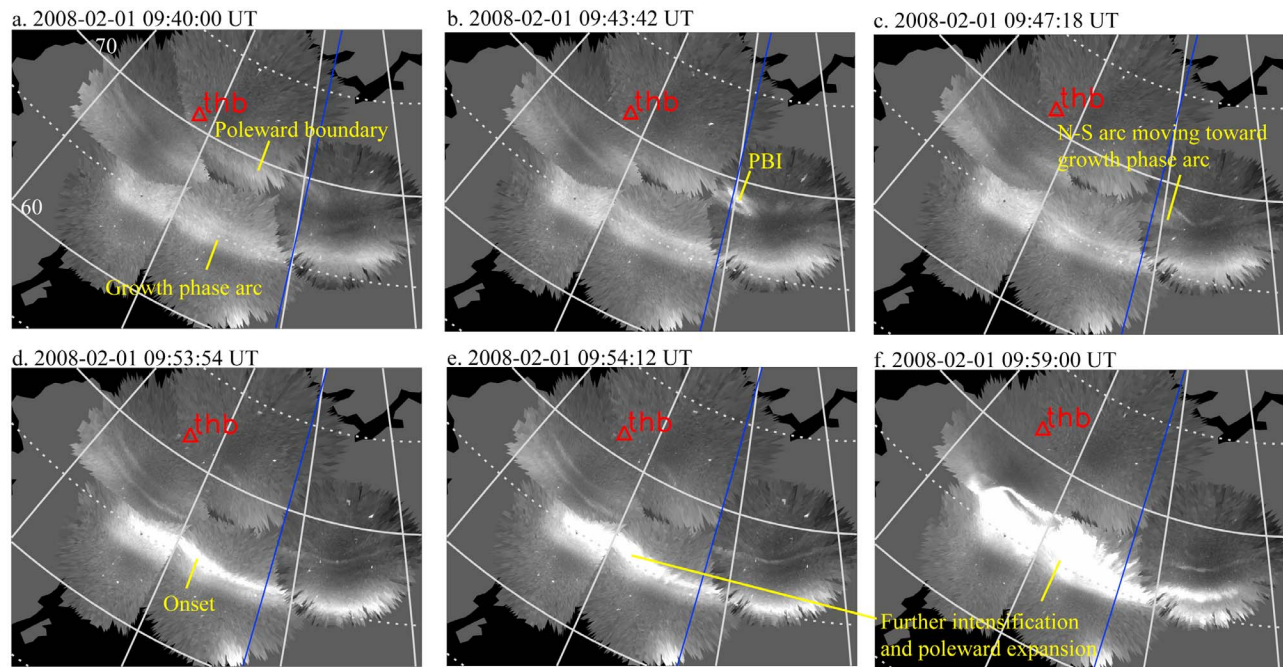 a. 2008-02-01 09:40:00 UT
b. 2008-02-01 09:43:42 UT
c. 2008-02-01 09:47:18 UT
70
thb
Poleward boundary
60
Growth phase arc
thb
PBI
thb
N-S arc moving toward
growth phase arc
d. 2008-02-01 09:53:54 UT
e. 2008-02-01 09:54:12 UT
f. 2008-02-01 09:59:00 UT
thb
Onset
thb
thb
Further intensification
and poleward expansion